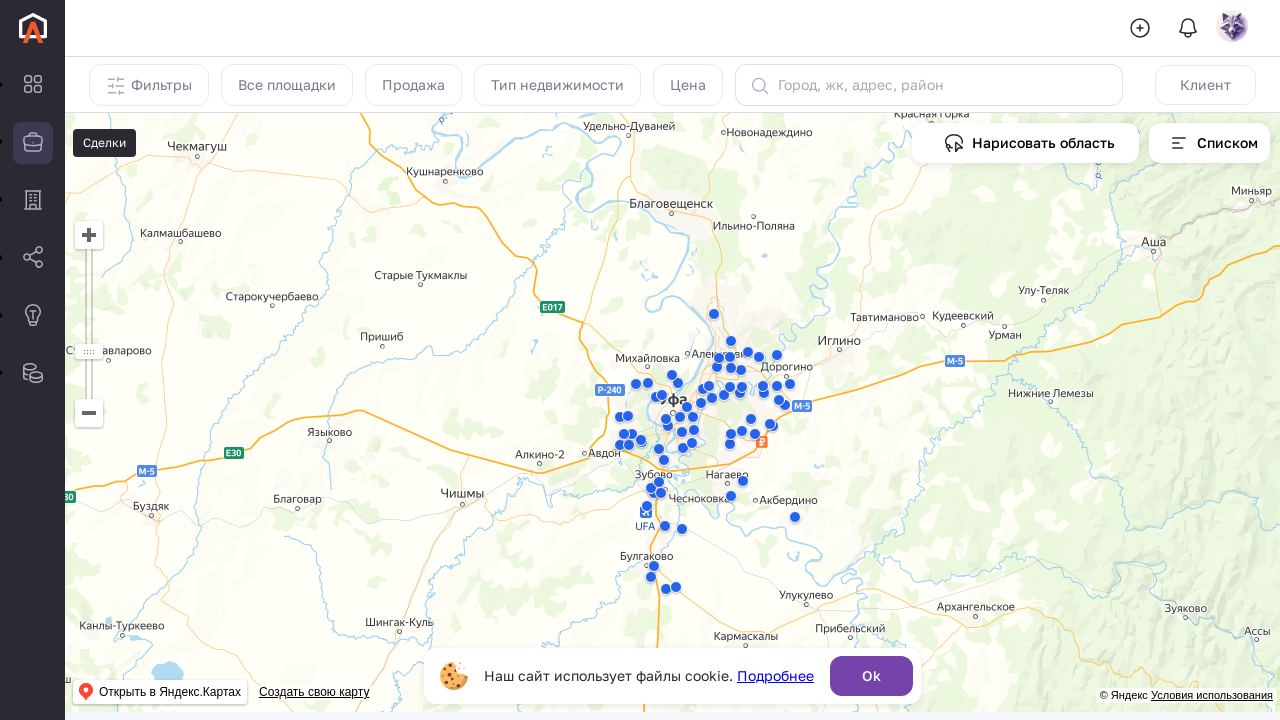 Фильтры
Все площадки
Продажа
Тип недвижимости
Цена
Город, жк, адрес, район
Клиент
Сделки
Нарисовать область
Списком
Красная Горка
Удельно-Дуваней
Новонадеждино
Чекмагуш
Кушнаренково
Миньяр
Благовещенск
Ильино-Поляна
Калмашбашево
Аша
Старые Тукмаклы
Старокучербаево
Улу-Теляк
E017
Тавтиманово
Кудеевский
Урман
Пришиб
Иглино
Михайловка
М-5
Дорогино
Р-240
Нижние Лемезы
Уфа
М-5
Языково
E30
Алкино-2
Авдон
М-5
Зубово
Нагаево
Чишмы
Благовар
Чесноковка
Акбердино
Буздяк
UFA
Булгаково
Улукулево
Архангельское
Зуяково
Шингак-Куль
Канлы-Туркеево
Прибельский
Кармаскалы
Ассы
Наш сайт использует файлы cookie. Подробнее
Ok
Открыть в Яндекс.Картах
Создать свою карту
© Яндекс Условия использования